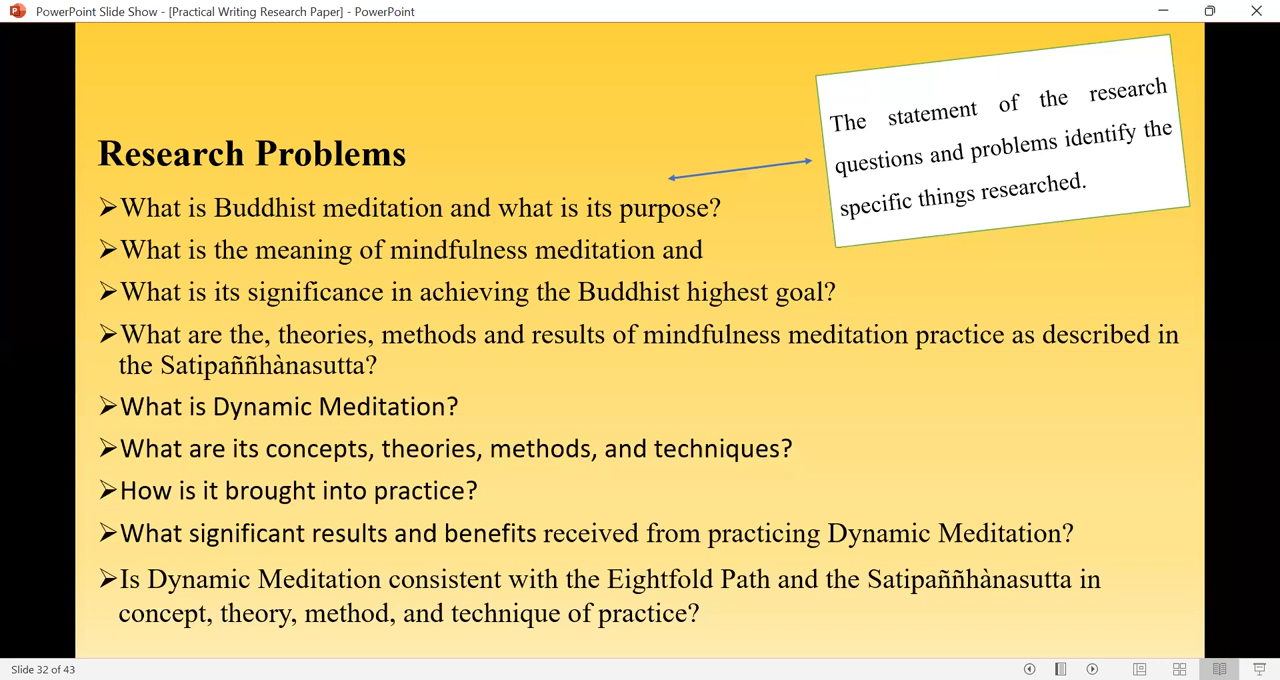 PowerPoint Slide Show - [Practical Writing Research Paper] - PowerPoint
The statement of the research
questions and problems identify the
specific things researched.
Research Problems
➢What is Buddhist meditation and what is its purpose?
➢What is the meaning of mindfulness meditation and
➢What is its significance in achieving the Buddhist highest goal?
➢What are the, theories, methods and results of mindfulness meditation practice as described in
the Satipaññhànasutta?
➢What is Dynamic Meditation?
➢What are its concepts, theories, methods, and techniques?
➢How is it brought into practice?
➢What significant results and benefits received from practicing Dynamic Meditation?
➢Is Dynamic Meditation consistent with the Eightfold Path and the Satipaññhànasutta in
concept, theory, method, and technique of practice?
Slide 32 of 43